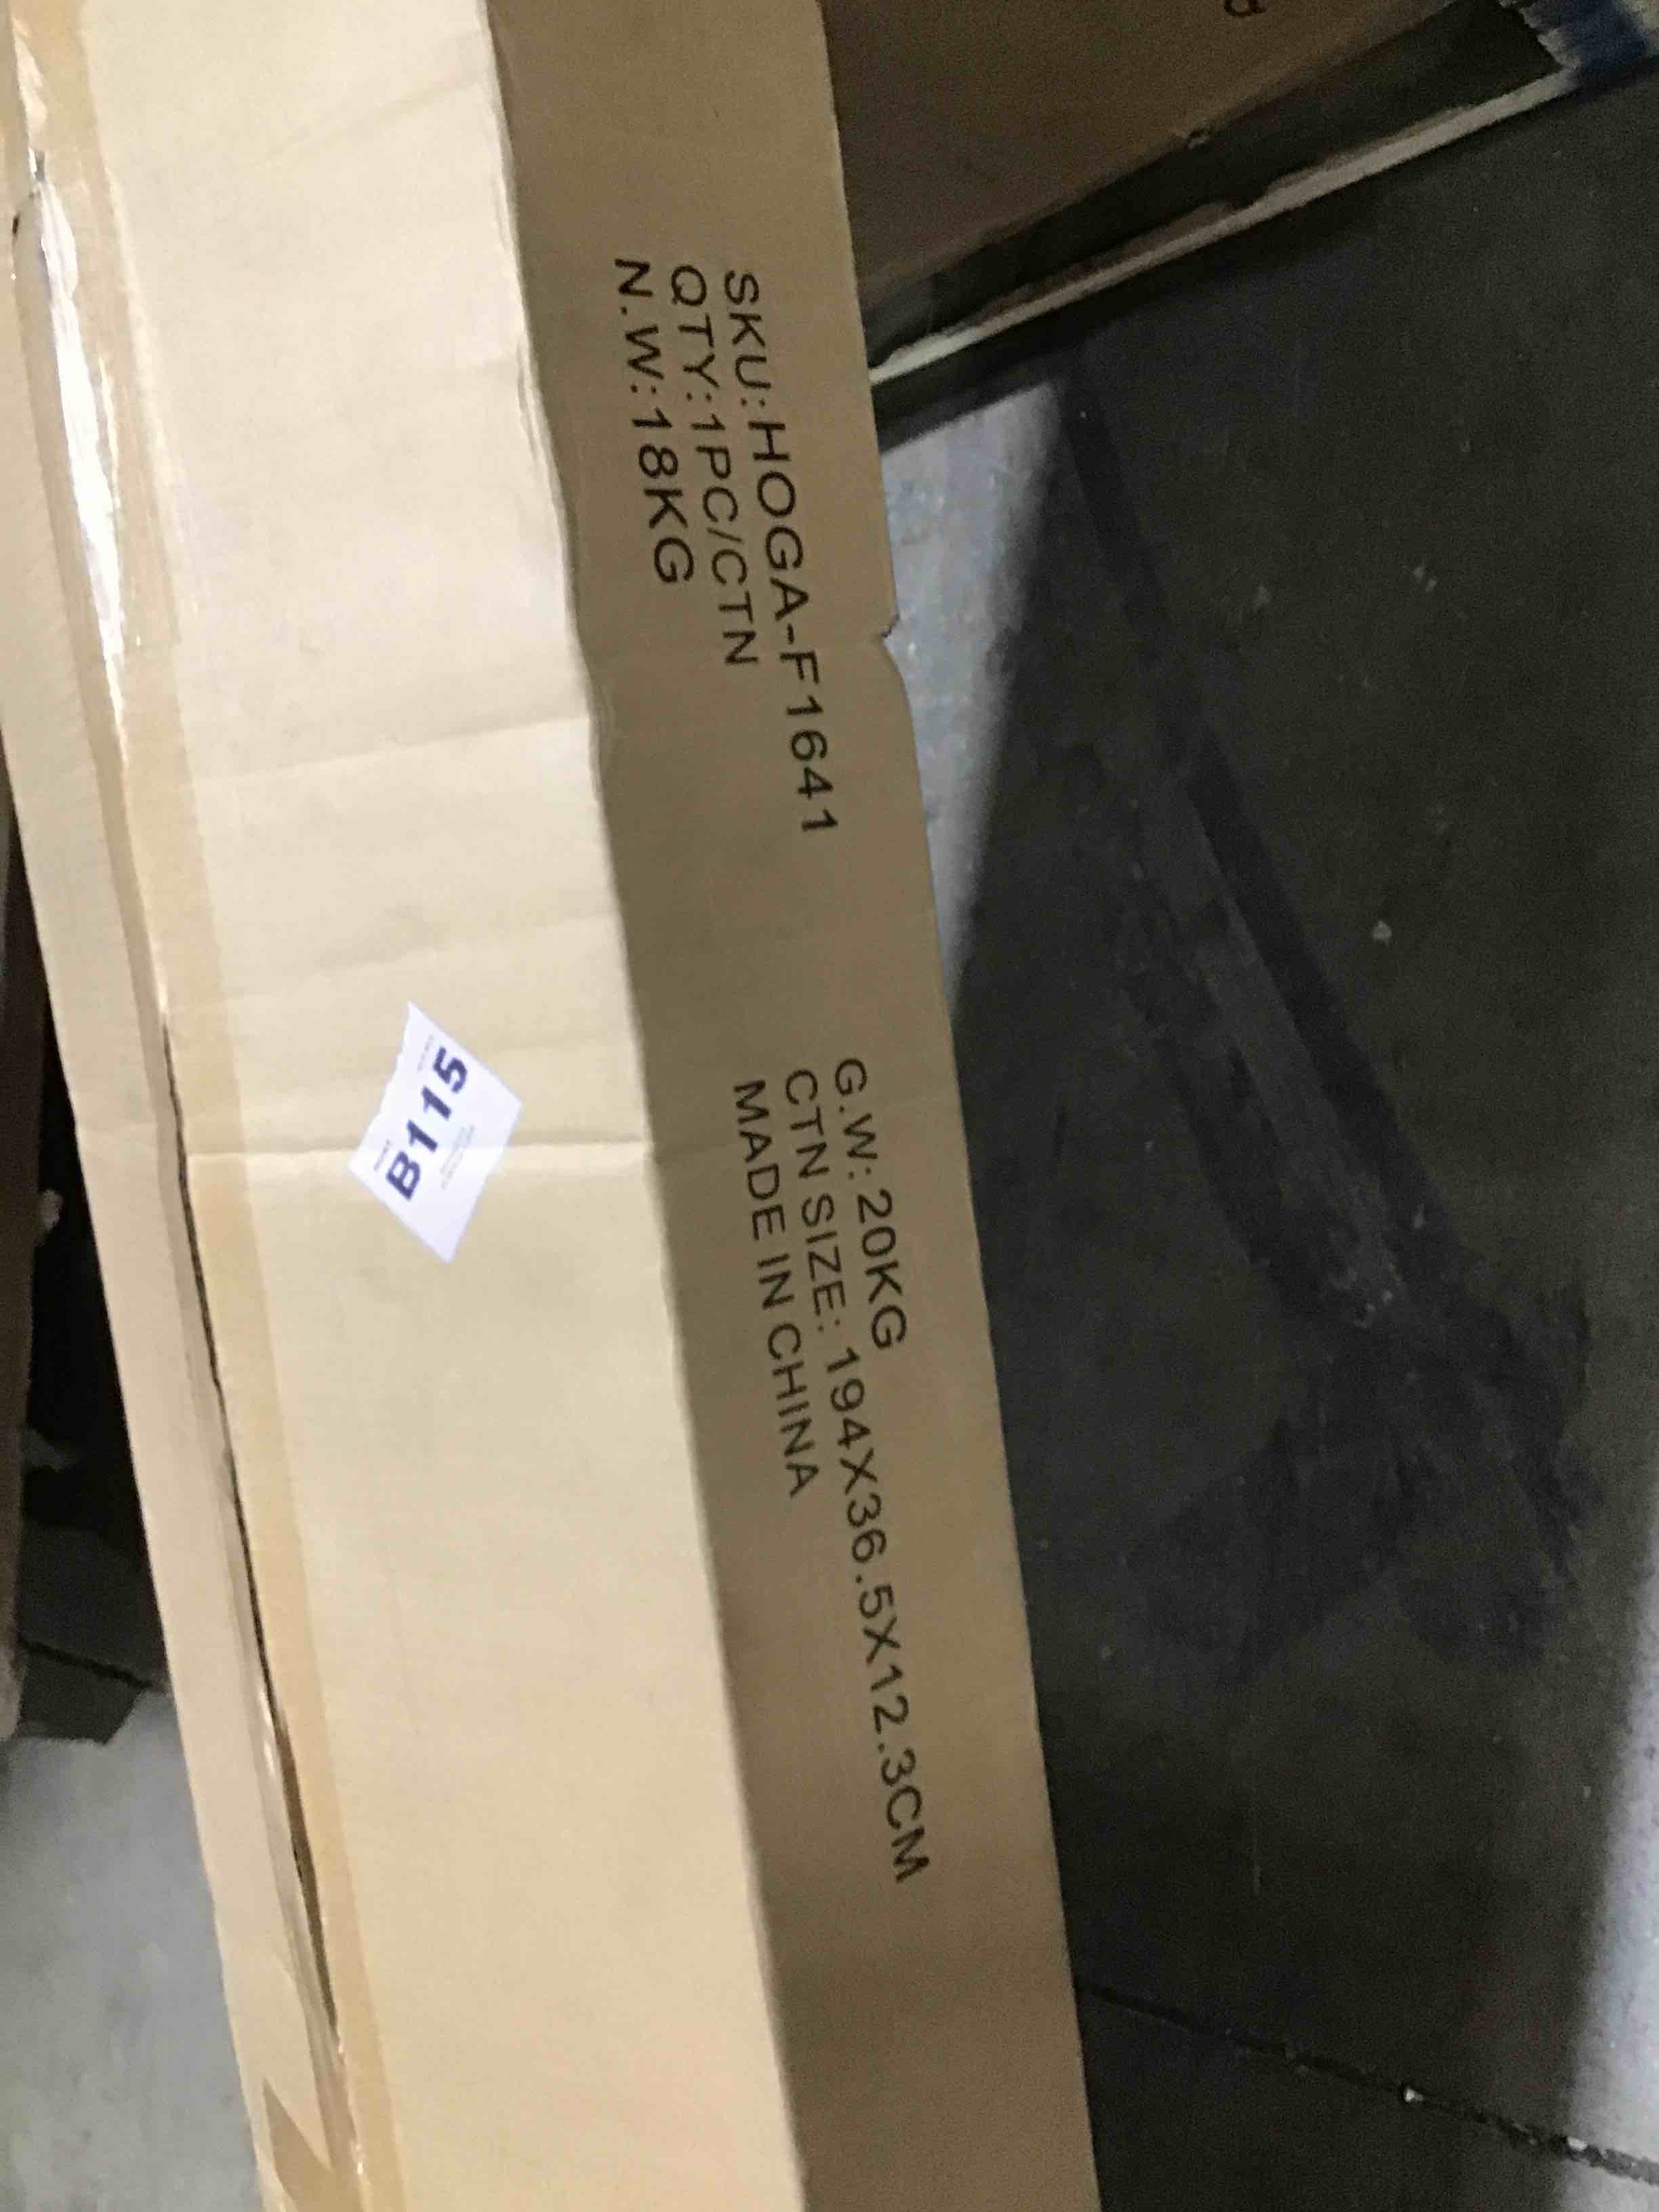 SKU:HOGA-F1641
QTY:1PC/CTN
N.W:18KG
G.W:20KG
CTN SIZE:194X36.5X12.3CM
MADE IN CHINA
B115